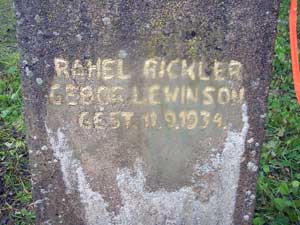 RAHEL RICKLER
GEBOR. LEWINSON
GEST. 11.9.1934.